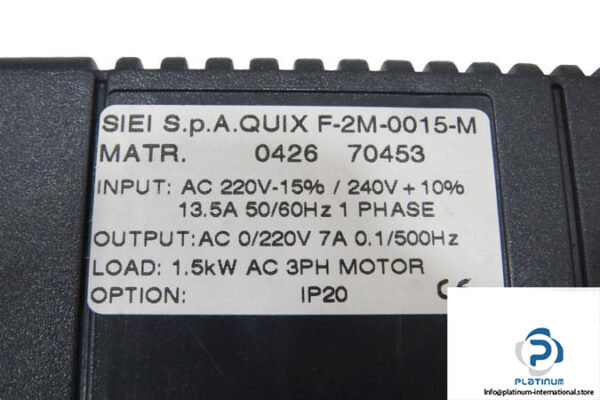 SIEI S.p.A.QUIX F-2M-0015-M
MATR. 0426 70453
INPUT: AC 220V-15% / 240V + 10%
13.5A 50/60Hz 1 PHASE
OUTPUT:AC 0/220V 7A 0.1/500Hz
LOAD: 1.5kW AC 3PH MOTOR
OPTION: IP20 CE
PLATINUM
info@platinum-international.store